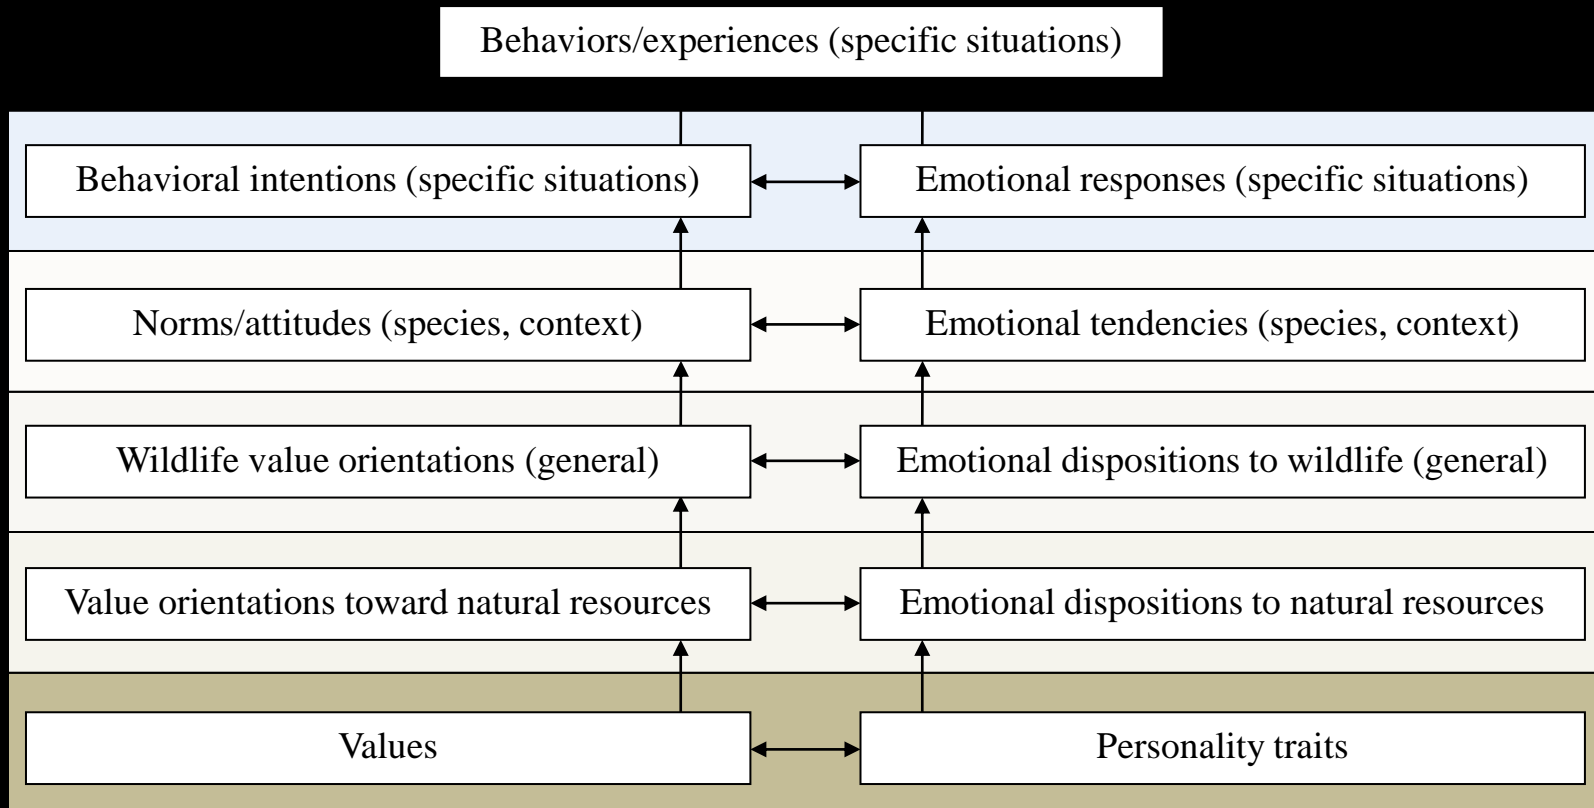 Behaviors/experiences (specific situations)
Behavioral intentions (specific situations)
Emotional responses (specific situations)
Norms/attitudes (species, context)
Emotional tendencies (species, context)
Wildlife value orientations (general)
Emotional dispositions to wildlife (general)
Value orientations toward natural resources
Emotional dispositions to natural resources
Values
Personality traits